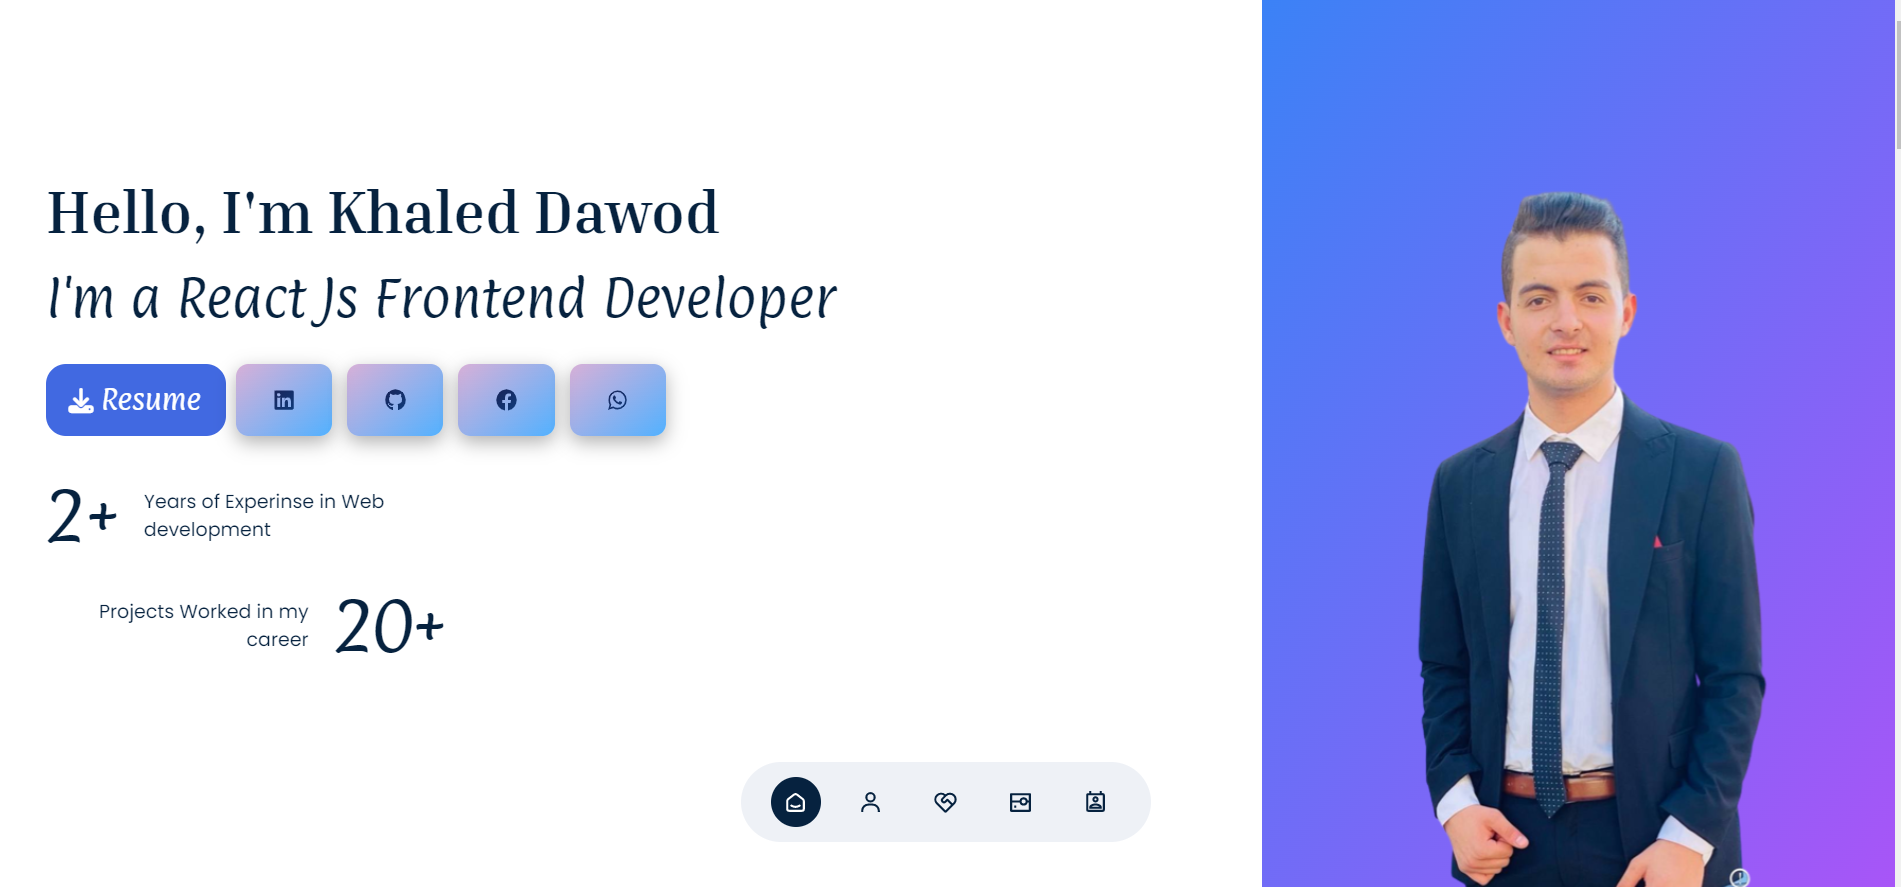 Hello, I'm Khaled Dawod
I'm a React Js Frontend Developer
Resume
2+
Years of Experinse in Web
development
Projects Worked in my
career
20+